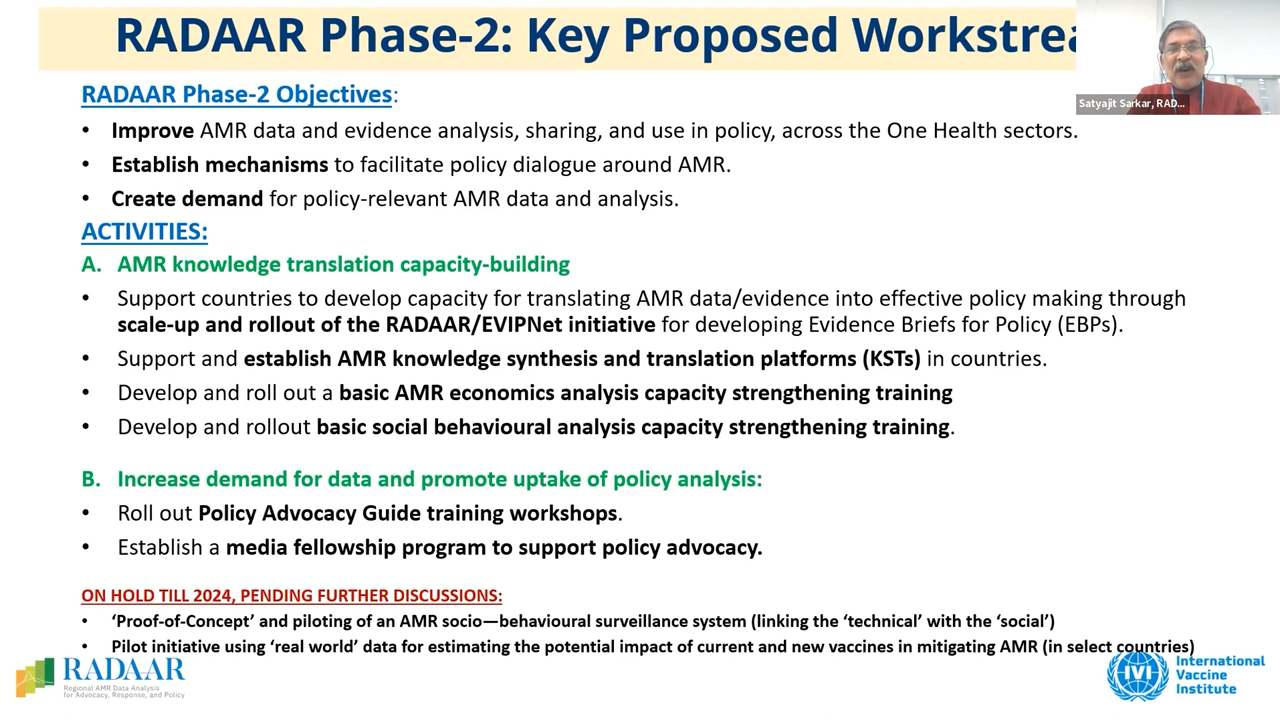 RADAAR Phase-2: Key Proposed Workstrea
Satyajit Sarkar, RAD...
RADAAR Phase-2 Objectives:
• Improve AMR data and evidence analysis, sharing, and use in policy, across the One Health sectors.
• Establish mechanisms to facilitate policy dialogue around AMR.
• Create demand for policy-relevant AMR data and analysis.
ACTIVITIES:
A. AMR knowledge translation capacity-building
• Support countries to develop capacity for translating AMR data/evidence into effective policy making through
scale-up and rollout of the RADAAR/EVIPNet initiative for developing Evidence Briefs for Policy (EBPs).
• Support and establish AMR knowledge synthesis and translation platforms (KSTs) in countries.
• Develop and roll out a basic AMR economics analysis capacity strengthening training
• Develop and rollout basic social behavioural analysis capacity strengthening training.
B. Increase demand for data and promote uptake of policy analysis:
• Roll out Policy Advocacy Guide training workshops.
• Establish a media fellowship program to support policy advocacy.
ON HOLD TILL 2024, PENDING FURTHER DISCUSSIONS:
• ‘Proof-of-Concept’ and piloting of an AMR socio—behavioural surveillance system (linking the ‘technical’ with the ‘social’)
• Pilot initiative using ‘real world’ data for estimating the potential impact of current and new vaccines in mitigating AMR (in select countries)
RADAAR
Regional AMR Data Analysis
for Advocacy, Response, and Policy
IVI
International
Vaccine
Institute